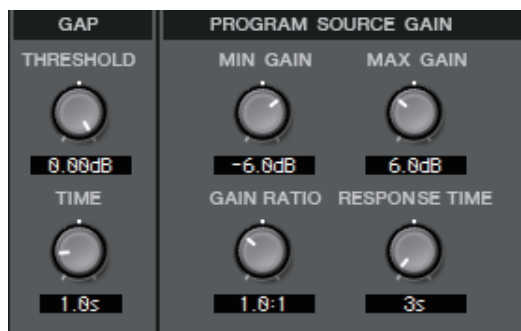 GAP PROGRAM SOURCE GAIN
THRESHOLD MIN GAIN MAX GAIN
0.00dB -6.0dB 6.0dB
TIME GAIN RATIO RESPONSE TIME
1.0s 1.0:1 3s